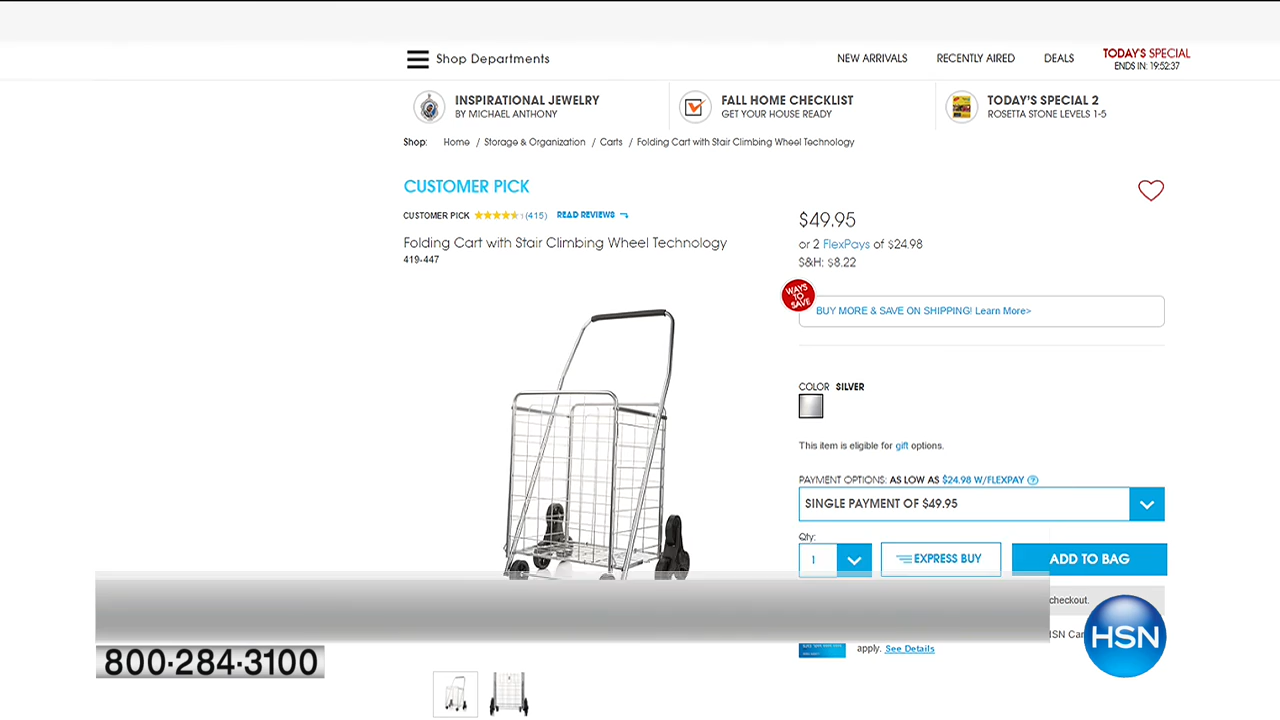 Shop Departments
NEW ARRIVALS
RECENTLY AIRED
DEALS
TODAY'S SPECIAL
ENDS IN: 19:52:37
INSPIRATIONAL JEWELRY
BY MICHAEL ANTHONY
FALL HOME CHECKLIST
GET YOUR HOUSE READY
TODAY'S SPECIAL 2
ROSETTA STONE LEVELS 1-5
Shop: Home / Storage & Organization / Carts / Folding Cart with Stair Climbing Wheel Technology
CUSTOMER PICK
CUSTOMER PICK (415) READ REVIEWS
Folding Cart with Stair Climbing Wheel Technology
419-447
$49.95
or 2 FlexPays of $24.98
S&H: $8.22
WAYS
TO
SAVE
BUY MORE & SAVE ON SHIPPING! Learn More>
COLOR SILVER
This item is eligible for gift options.
PAYMENT OPTIONS: AS LOW AS $24.98 W/FLEXPAY ?
SINGLE PAYMENT OF $49.95
Qty:
1
EXPRESS BUY
ADD TO BAG
checkout.
HSN Car
apply. See Details
HSN
800·284·3100